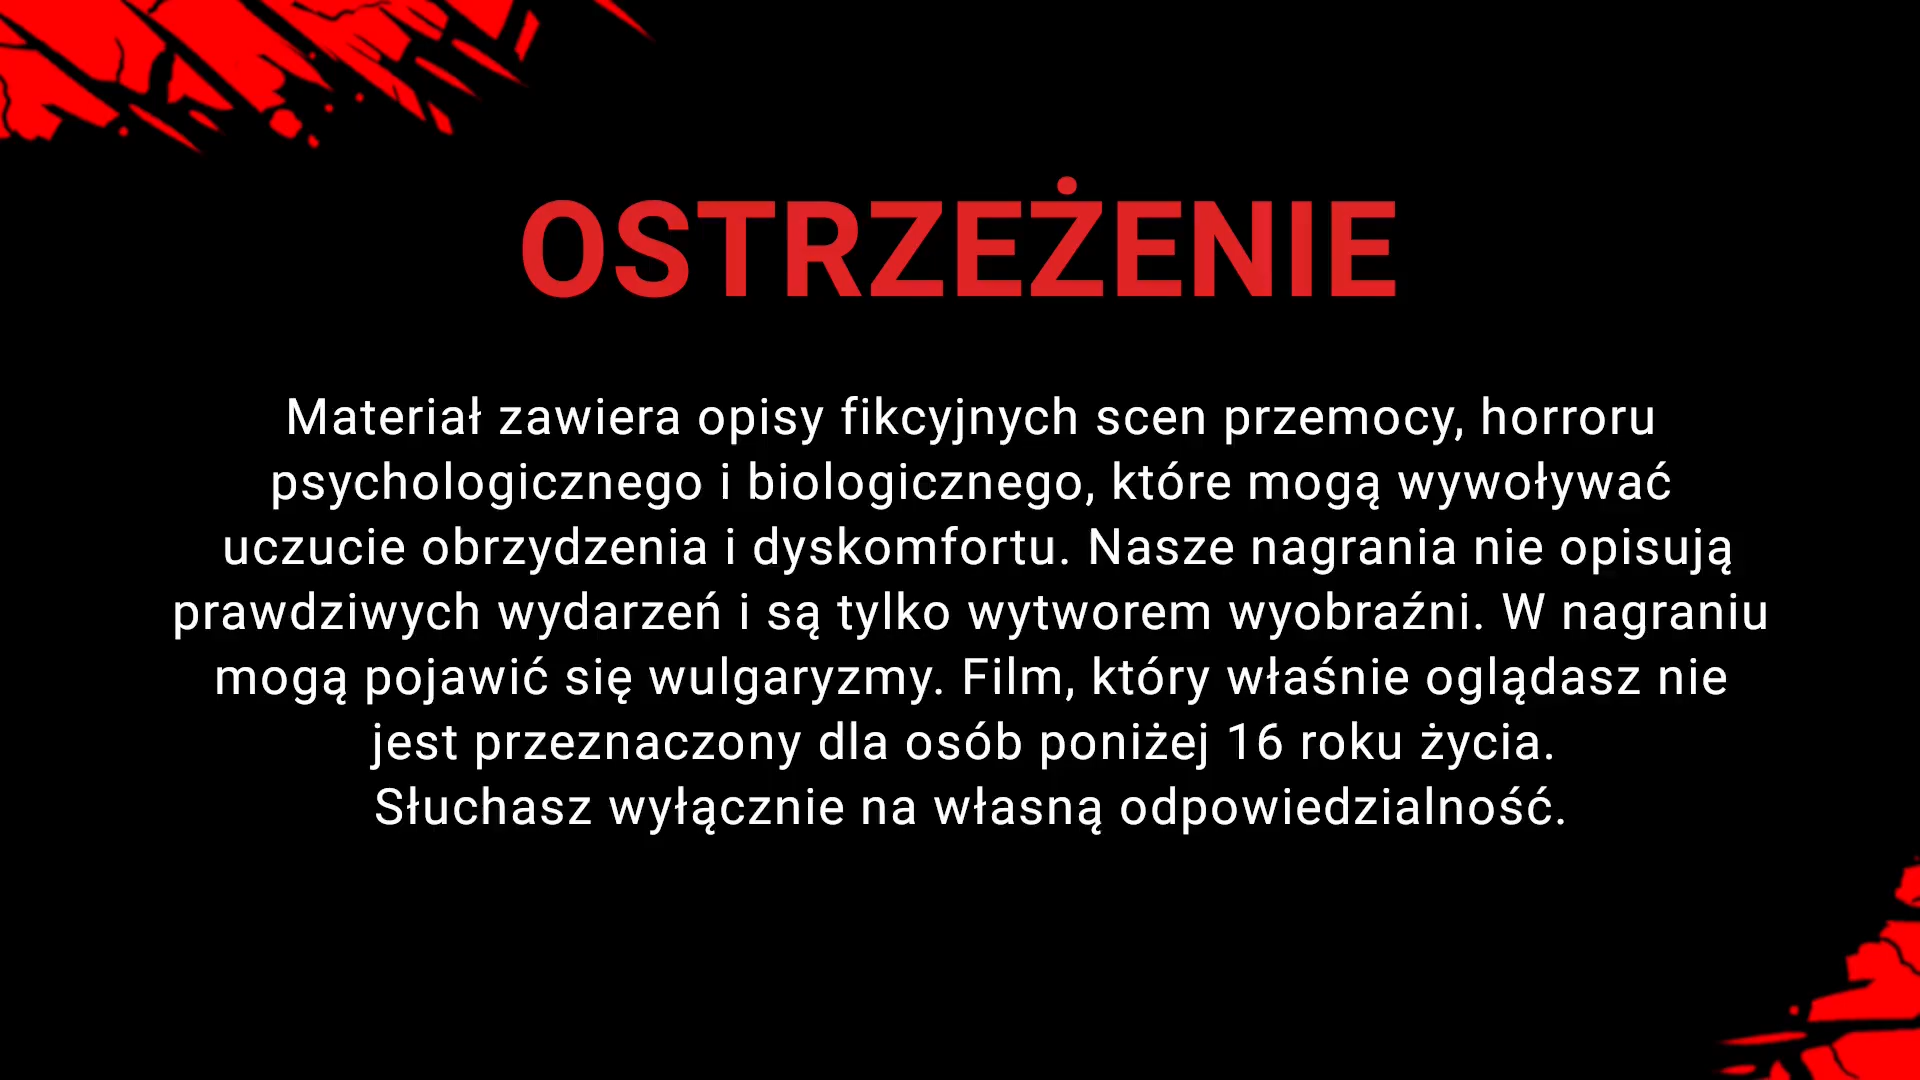 OSTRZEŻENIE
Materiał zawiera opisy fikcyjnych scen przemocy, horroru
psychologicznego i biologicznego, które mogą wywoływać
uczucie obrzydzenia i dyskomfortu. Nasze nagrania nie opisują
prawdziwych wydarzeń i są tylko wytworem wyobraźni. W nagraniu
mogą pojawić się wulgaryzmy. Film, który właśnie oglądasz nie
jest przeznaczony dla osób poniżej 16 roku życia.
Słuchasz wyłącznie na własną odpowiedzialność.